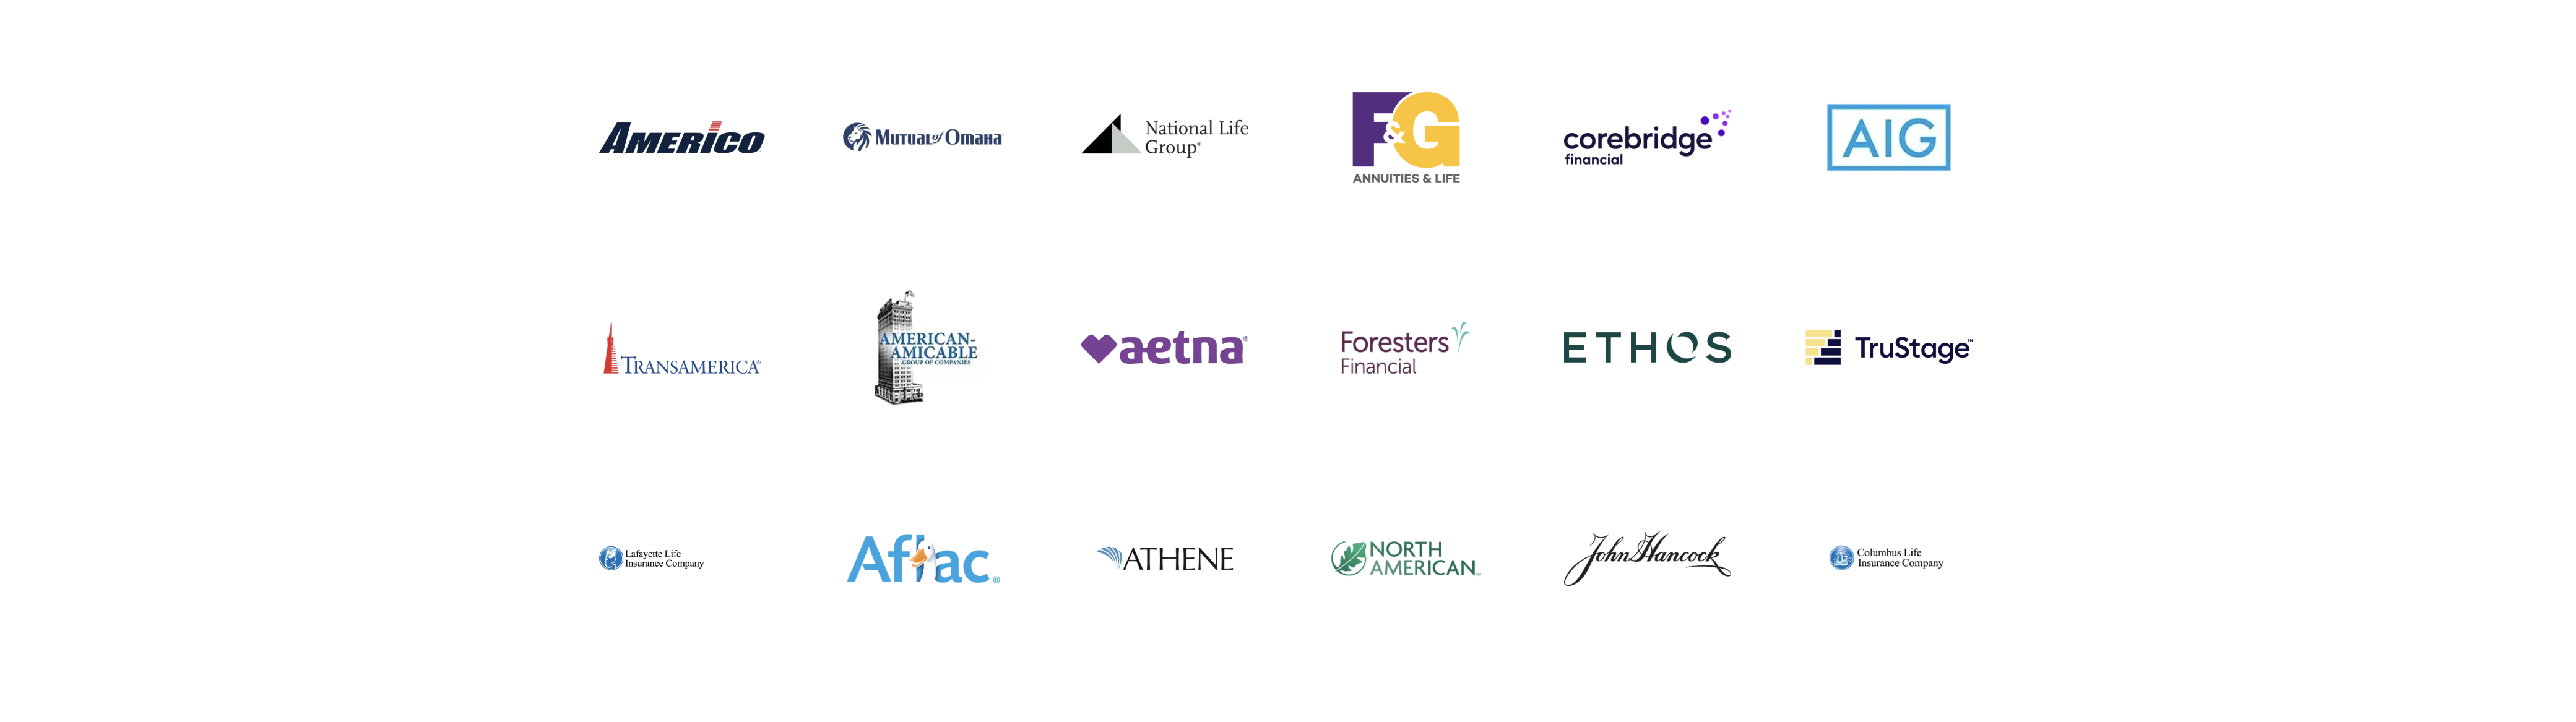 AMERICO
MUTUAL of OMAHA
National Life
Group®
F&G
ANNUITIES & LIFE
corebridge
financial
AIG
TRANSAMERICA®
AMERICAN-
AMICABLE
GROUP OF COMPANIES
aetna®
Foresters
Financial
ETHOS
TruStage™
Lafayette Life
Insurance Company
Aflac®
ATHENE
NORTH
AMERICAN
John Hancock
Columbus Life
Insurance Company